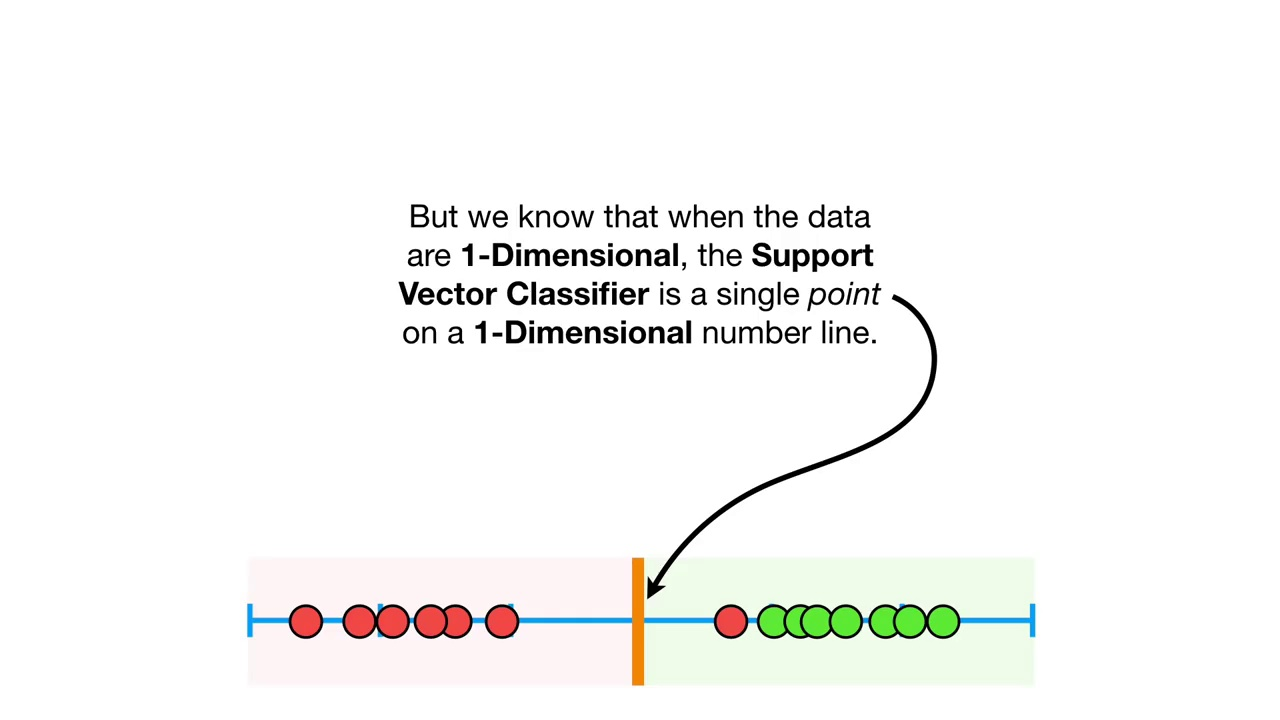 But we know that when the data
are 1-Dimensional, the Support
Vector Classifier is a single point
on a 1-Dimensional number line.